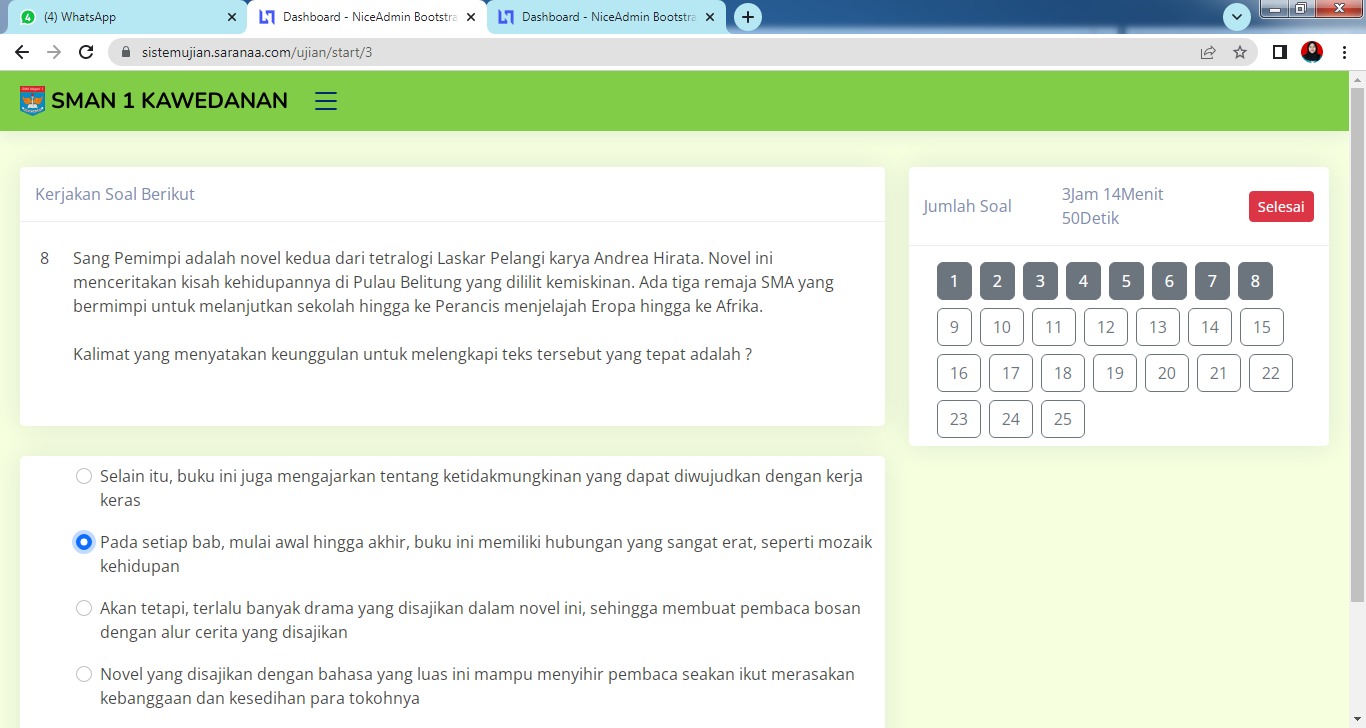 (4) WhatsApp
Dashboard - NiceAdmin Bootstra
Dashboard - NiceAdmin Bootstra
sistemujian.saranaa.com/ujian/start/3
SMAN 1 KAWEDANAN
Kerjakan Soal Berikut
8 Sang Pemimpi adalah novel kedua dari tetralogi Laskar Pelangi karya Andrea Hirata. Novel ini
menceritakan kisah kehidupannya di Pulau Belitung yang dililit kemiskinan. Ada tiga remaja SMA yang
bermimpi untuk melanjutkan sekolah hingga ke Perancis menjelajah Eropa hingga ke Afrika.
Kalimat yang menyatakan keunggulan untuk melengkapi teks tersebut yang tepat adalah ?
Selain itu, buku ini juga mengajarkan tentang ketidakmungkinan yang dapat diwujudkan dengan kerja
keras
Pada setiap bab, mulai awal hingga akhir, buku ini memiliki hubungan yang sangat erat, seperti mozaik
kehidupan
Akan tetapi, terlalu banyak drama yang disajikan dalam novel ini, sehingga membuat pembaca bosan
dengan alur cerita yang disajikan
Novel yang disajikan dengan bahasa yang luas ini mampu menyihir pembaca seakan ikut merasakan
kebanggaan dan kesedihan para tokohnya
Jumlah Soal
3Jam 14Menit
50Detik
Selesai
1 2 3 4 5 6 7 8
9 10 11 12 13 14 15
16 17 18 19 20 21 22
23 24 25